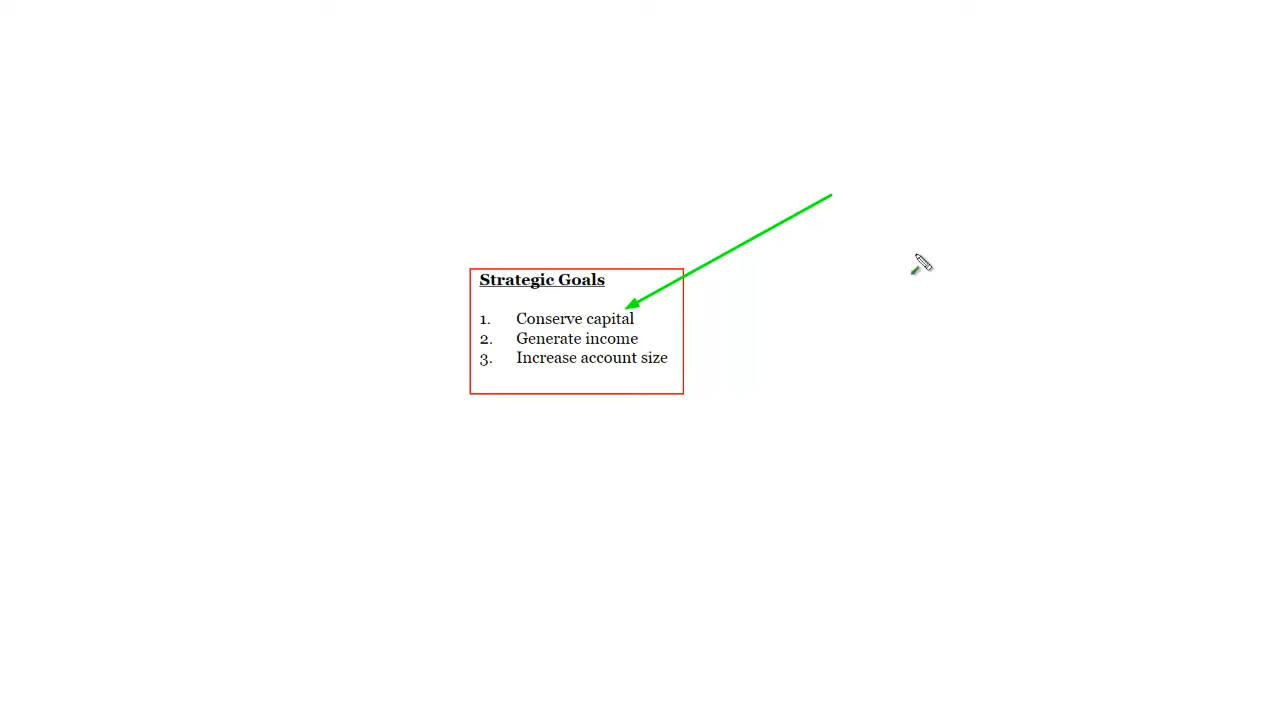 Strategic Goals
1. Conserve capital
2. Generate income
3. Increase account size